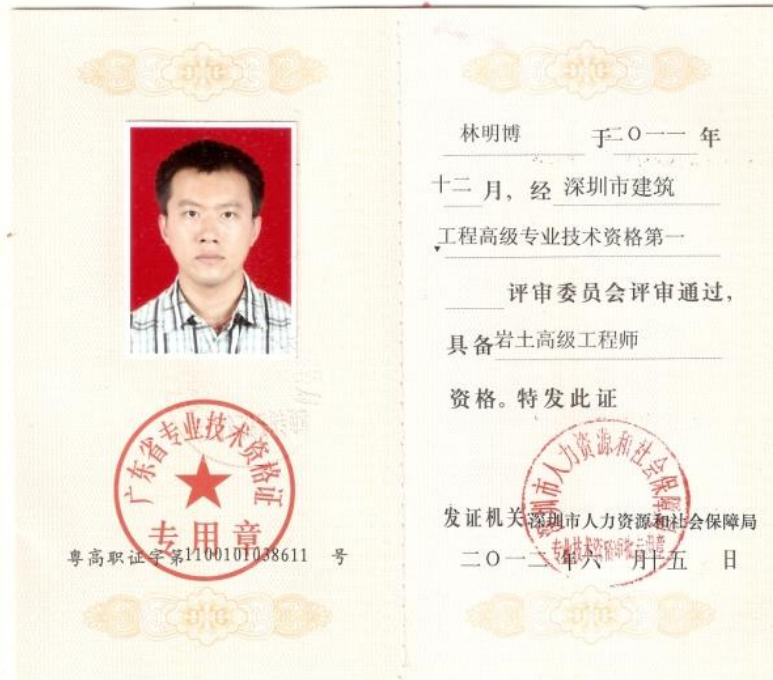 广东省专业技术资格证
专用章
粤高职证字第1100101038611 号
林明博 于二O一一 年
十二 月, 经 深圳市建筑
工程高级专业技术资格第一
评审委员会评审通过,
具备岩土高级工程师
资格。特发此证
深圳市人力资源和社会保障局
发证机关深圳市人力资源和社会保障局
二O一二 年六 月十五 日